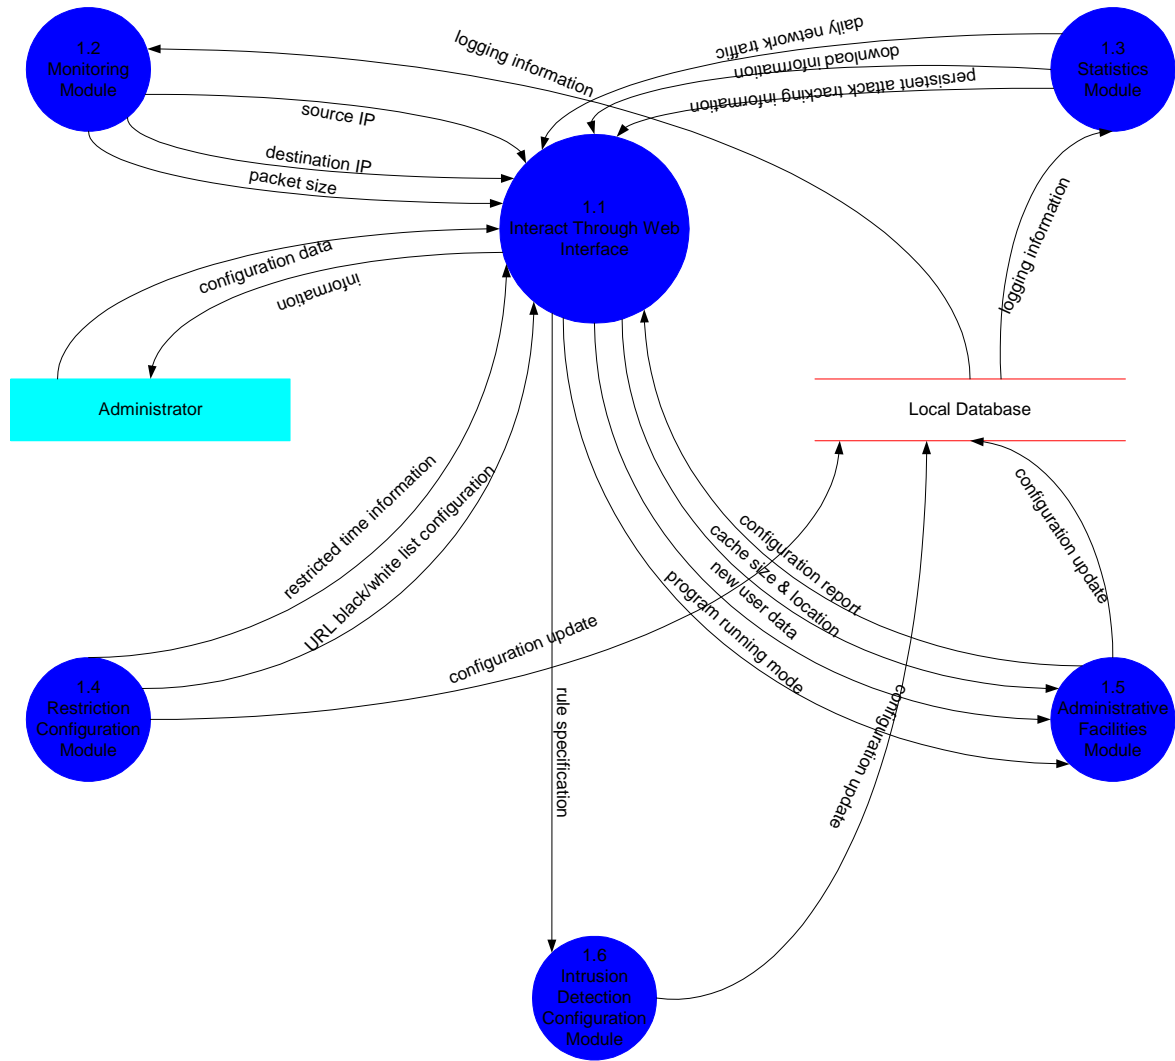 1.2
Monitoring
Module
logging information
daily network traffic
download information
persistent attack tracking information
1.3
Statistics
Module
source IP
destination IP
packet size
1.1
Interact Through Web
Interface
logging information
configuration data
information
Administrator
Local Database
restricted time information
URL black/white list configuration
configuration update
rule specification
program running mode
new user data
cache size & location
configuration report
configuration update
configuration update
1.4
Restriction
Configuration
Module
1.5
Administrative
Facilities
Module
1.6
Intrusion
Detection
Configuration
Module